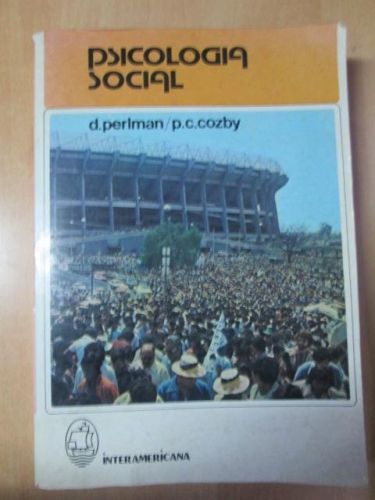 PSICOLOGIA
SOCIAL
d.perlman/p.c.cozby
INTERAMERICANA